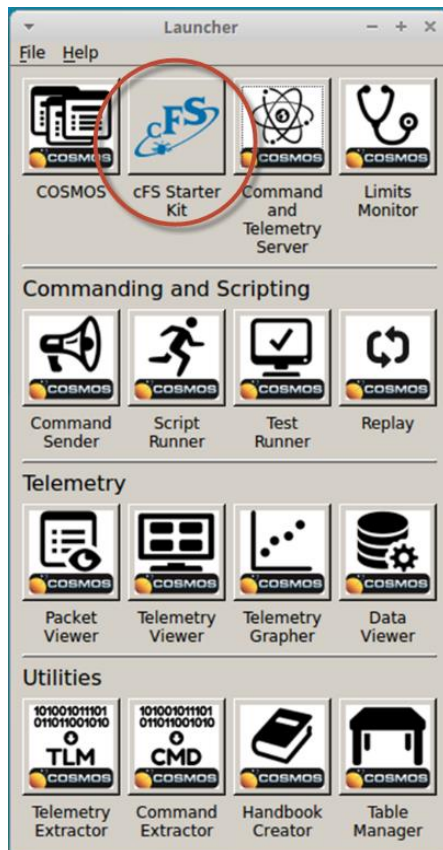 Launcher
File Help
COSMOS
cFS
COSMOS
COSMOS
COSMOS
cFS Starter
Kit
Command
and
Telemetry
Server
Limits
Monitor
Commanding and Scripting
COSMOS
COSMOS
COSMOS
COSMOS
Command
Sender
Script
Runner
Test
Runner
Replay
Telemetry
COSMOS
COSMOS
COSMOS
COSMOS
Packet
Viewer
Telemetry
Viewer
Telemetry
Grapher
Data
Viewer
Utilities
101001011101
011011001010
TLM
COSMOS
101001011101
011011001010
CMD
COSMOS
COSMOS
COSMOS
Telemetry
Extractor
Command
Extractor
Handbook
Creator
Table
Manager